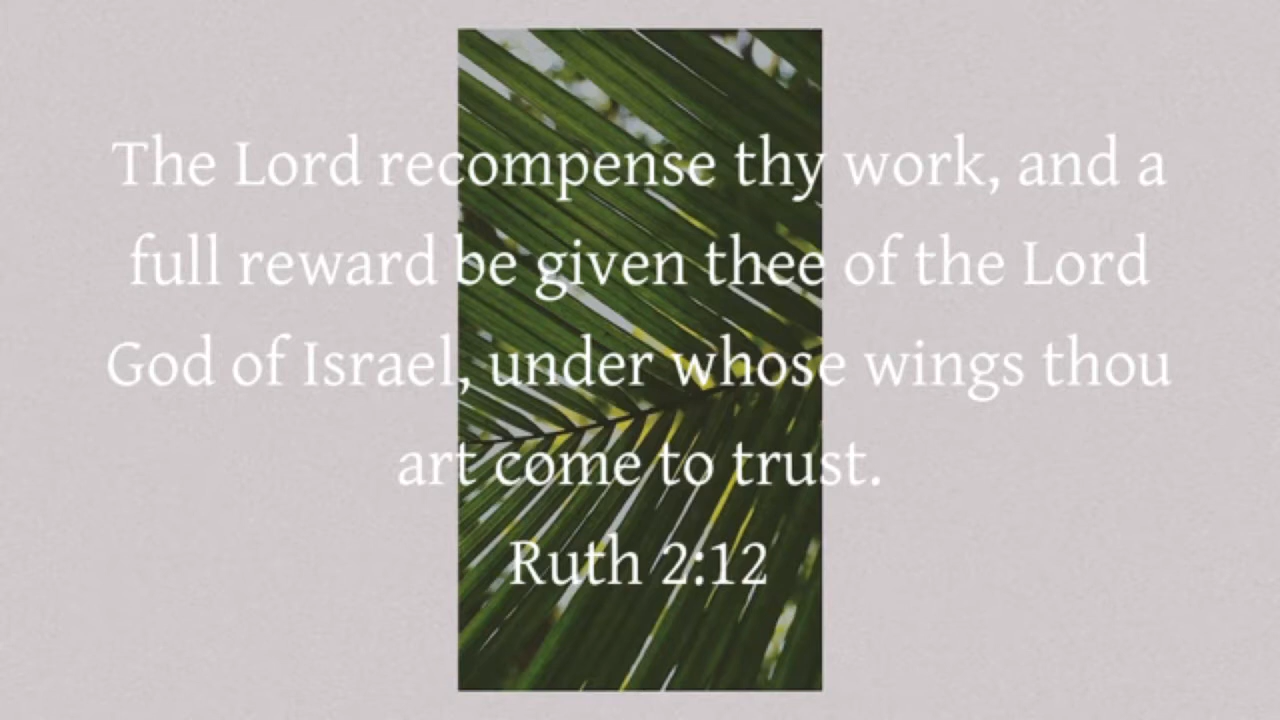 The Lord recompense thy work, and a
full reward be given thee of the Lord
God of Israel, under whose wings thou
art come to trust.
Ruth 2:12